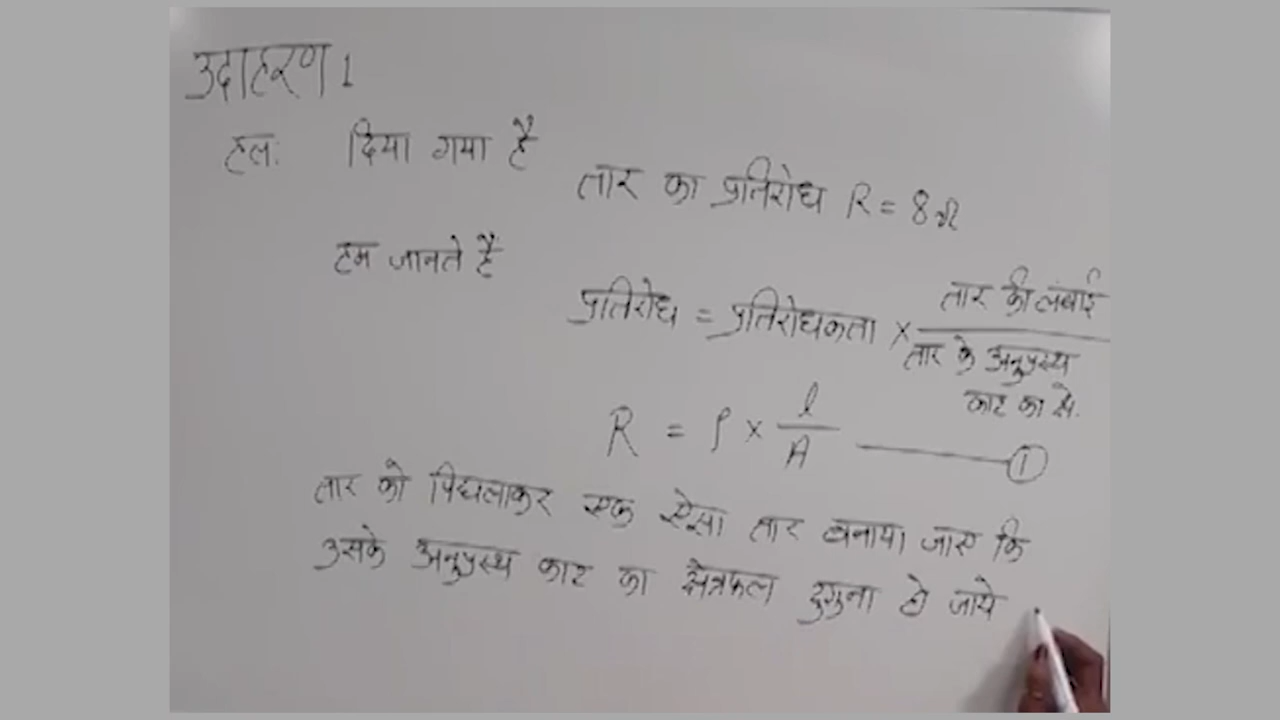 उदाहरण 1
हल: दिया गया है
तार का प्रतिरोध R = 8 Ω
हम जानते हैं
प्रतिरोध = प्रतिरोधकता × तार की लंबाई
तार के अनुप्रस्थ
काट का क्षे.
R = ρ × l
A
1
तार को पिघलाकर एक ऐसा तार बनाया जाए कि
उसके अनुप्रस्थ काट का क्षेत्रफल दुगुना हो जाये